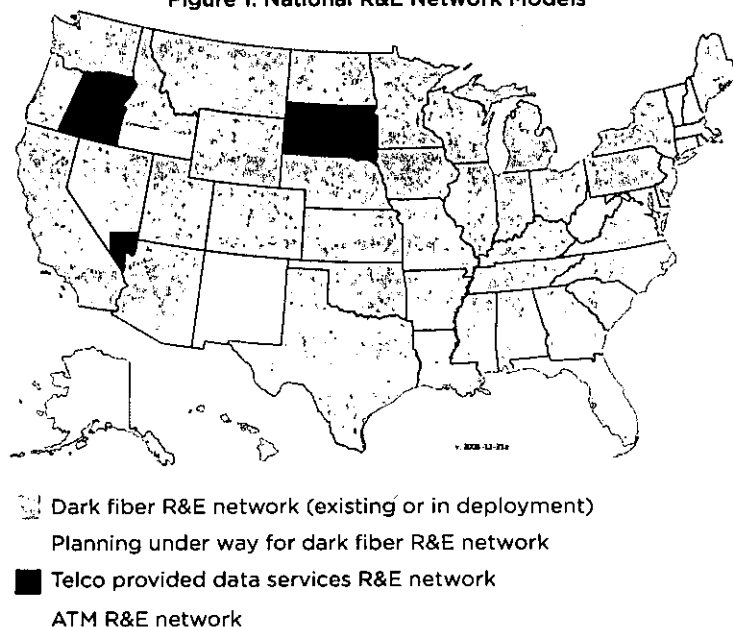 Figure 1. National R&E Network Models
Dark fiber R&E network (existing or in deployment)
Planning under way for dark fiber R&E network
Telco provided data services R&E network
ATM R&E network